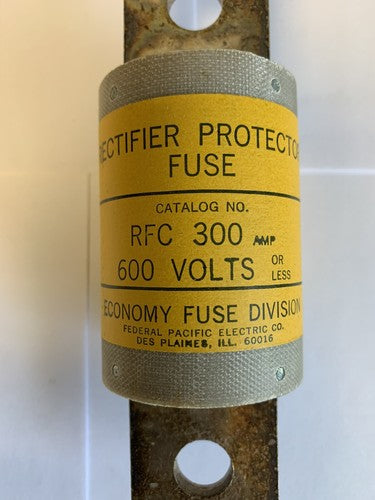 RECTIFIER PROTECTOR
FUSE
CATALOG NO.
RFC 300 AMP
600 VOLTS OR LESS
ECONOMY FUSE DIVISION
FEDERAL PACIFIC ELECTRIC CO.
DES PLAINES, ILL. 60016